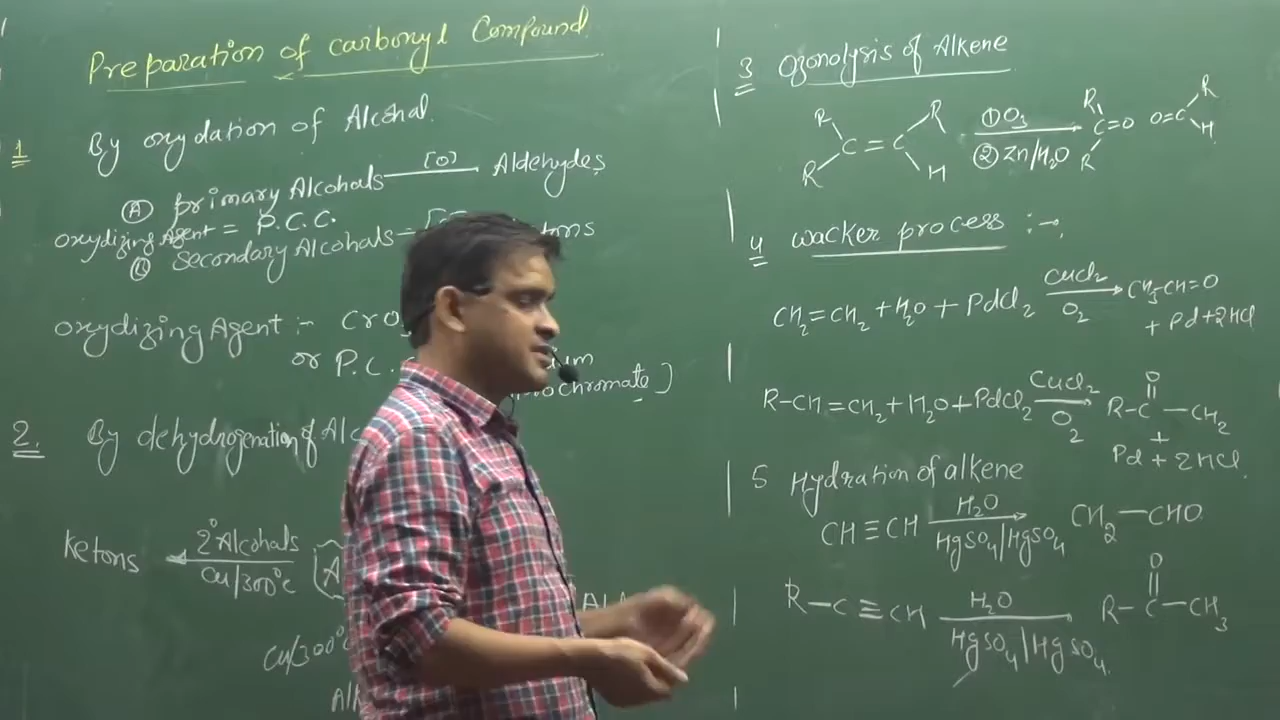 Preparation of carbonyl Compound
1 By oxydation of Alcohal.
(A) primary Alcohals [O] Aldehydes
oxydizing Agent = P.C.C.
(B) Secondary Alcohals
oxydizing Agent :- CrO
or P.C.
ochromate ]
2. By dehydrogenation of Alc
Ketons 2° Alcohals
Cu/300°c
Cu/300°
3 Ozonolysis of Alkene
R R ① O3 R R
C = C C=O O=C
R H ② Zn/H2O R H
4 wacker process :-
CH2=CH2 + H2O + PdCl2 CuCl2 CH3CH=O
O2 + Pd+2HCl
O
R-CH=CH2+H2O+PdCl2 CuCl2 R-C-CH2
O2 +
Pd + 2HCl
5 Hydration of alkene
CH≡CH H2O CH2-CHO
HgSO4/HgSO4
O
R-C≡CH H2O R-C-CH3
HgSO4/HgSO4